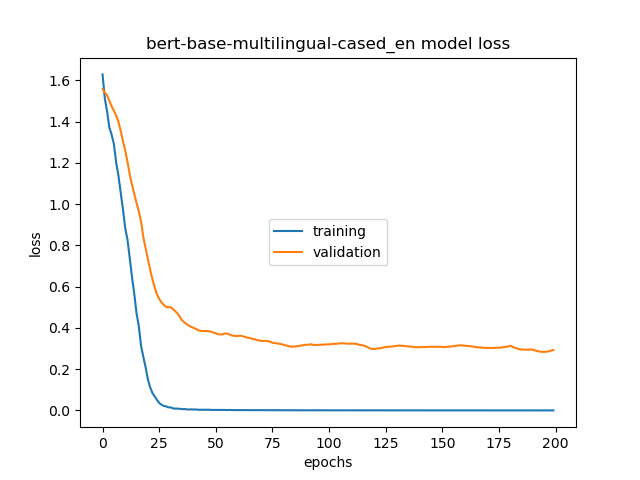 bert-base-multilingual-cased_en model loss
loss
1.6
1.4
1.2
1.0
0.8
0.6
0.4
0.2
0.0
training
validation
0 25 50 75 100 125 150 175 200
epochs